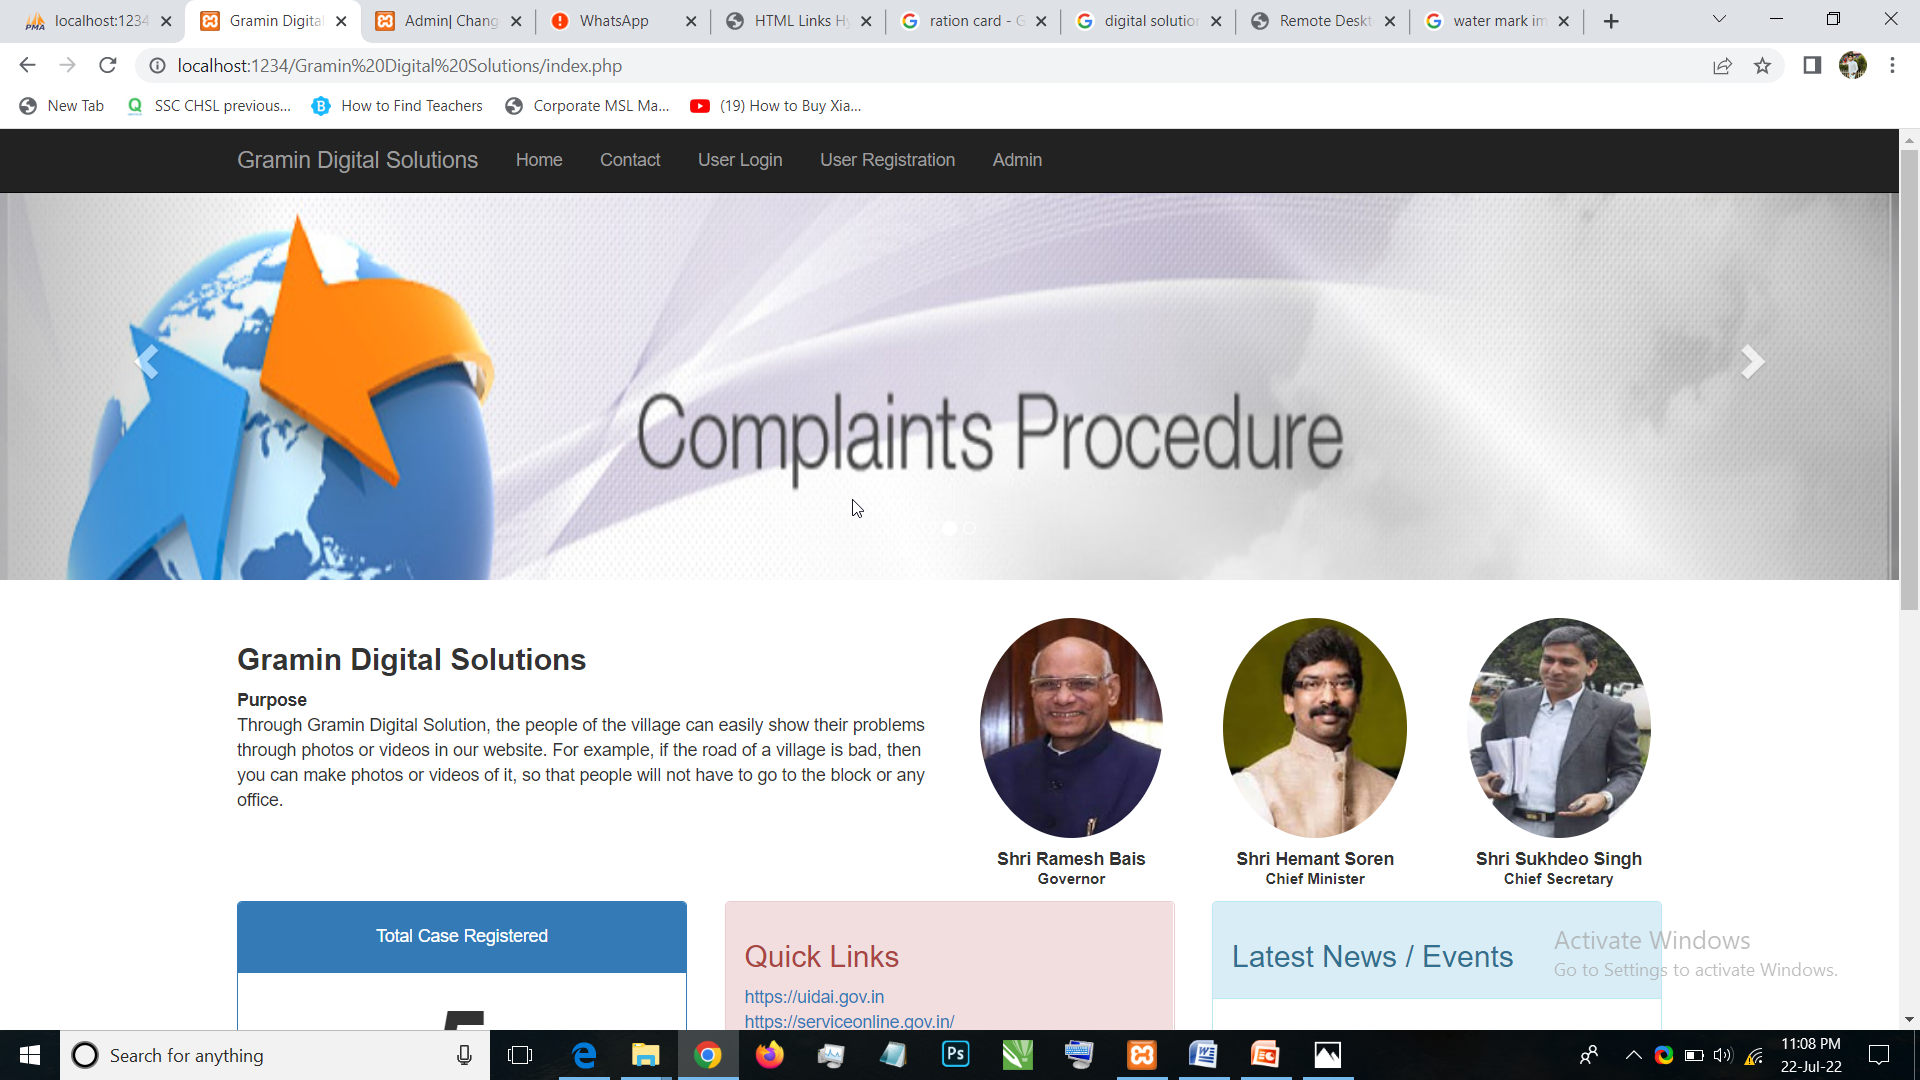 localhost:1234
Gramin Digital
Admin| Chang
WhatsApp
HTML Links Hy
ration card - G
digital solution
Remote Deskt
water mark im
localhost:1234/Gramin%20Digital%20Solutions/index.php
New Tab
SSC CHSL previous...
How to Find Teachers
Corporate MSL Ma...
(19) How to Buy Xia...
Gramin Digital Solutions
Home
Contact
User Login
User Registration
Admin
Complaints Procedure
Gramin Digital Solutions
Purpose
Through Gramin Digital Solution, the people of the village can easily show their problems
through photos or videos in our website. For example, if the road of a village is bad, then
you can make photos or videos of it, so that people will not have to go to the block or any
office.
Shri Ramesh Bais
Governor
Shri Hemant Soren
Chief Minister
Shri Sukhdeo Singh
Chief Secretary
Total Case Registered
Quick Links
https://uidai.gov.in
https://serviceonline.gov.in/
Latest News / Events
Activate Windows
Go to Settings to activate Windows.
Search for anything
Ps
11:08 PM
22-Jul-22